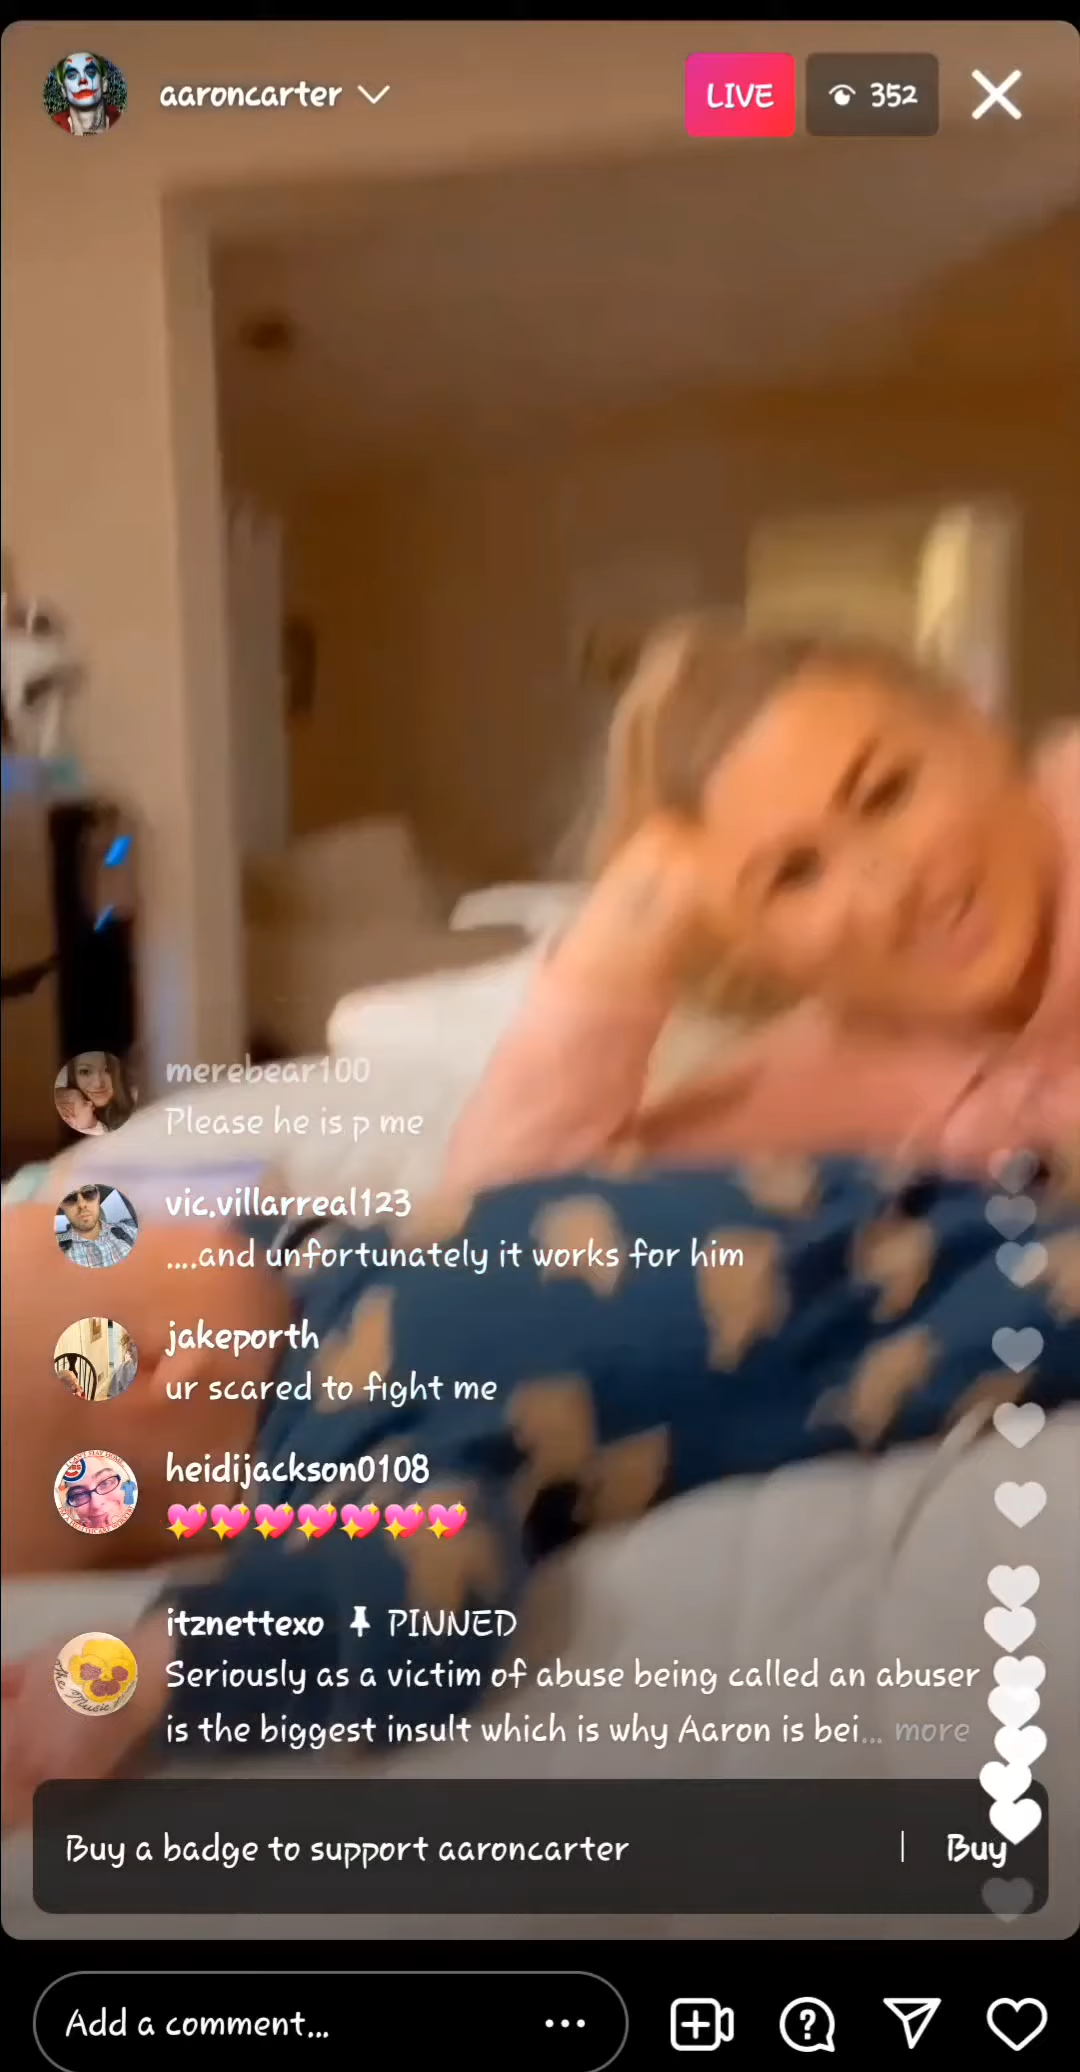 aaroncarter
LIVE
352
merebear100
Please he is p me
vic.villarreal123
....and unfortunately it works for him
jakeporth
ur scared to fight me
heidijackson0108
💖💖💖💖💖💖💖
itznettexo PINNED
Seriously as a victim of abuse being called an abuser
is the biggest insult which is why Aaron is bei... more
Buy a badge to support aaroncarter | Buy
Add a comment...